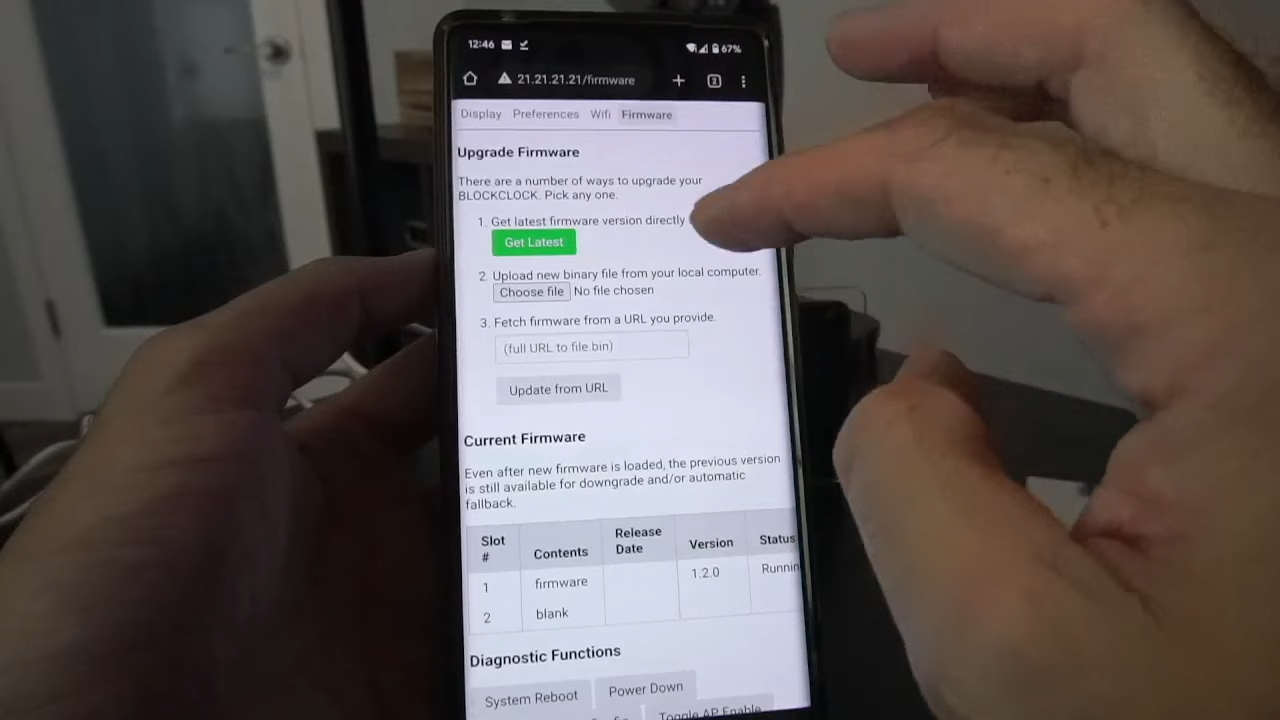 12:46 67%
21.21.21.21/firmware 2
Display Preferences Wifi Firmware
Upgrade Firmware
There are a number of ways to upgrade your
BLOCKCLOCK. Pick any one.
1. Get latest firmware version directly
Get Latest
2. Upload new binary file from your local computer.
Choose file No file chosen
3. Fetch firmware from a URL you provide.
(full URL to file.bin)
Update from URL
Current Firmware
Even after new firmware is loaded, the previous version
is still available for downgrade and/or automatic
fallback.
Slot # Contents Release Date Version Status
1 firmware 1.2.0 Runnin
2 blank
Diagnostic Functions
System Reboot Power Down
Toggle AP Enable